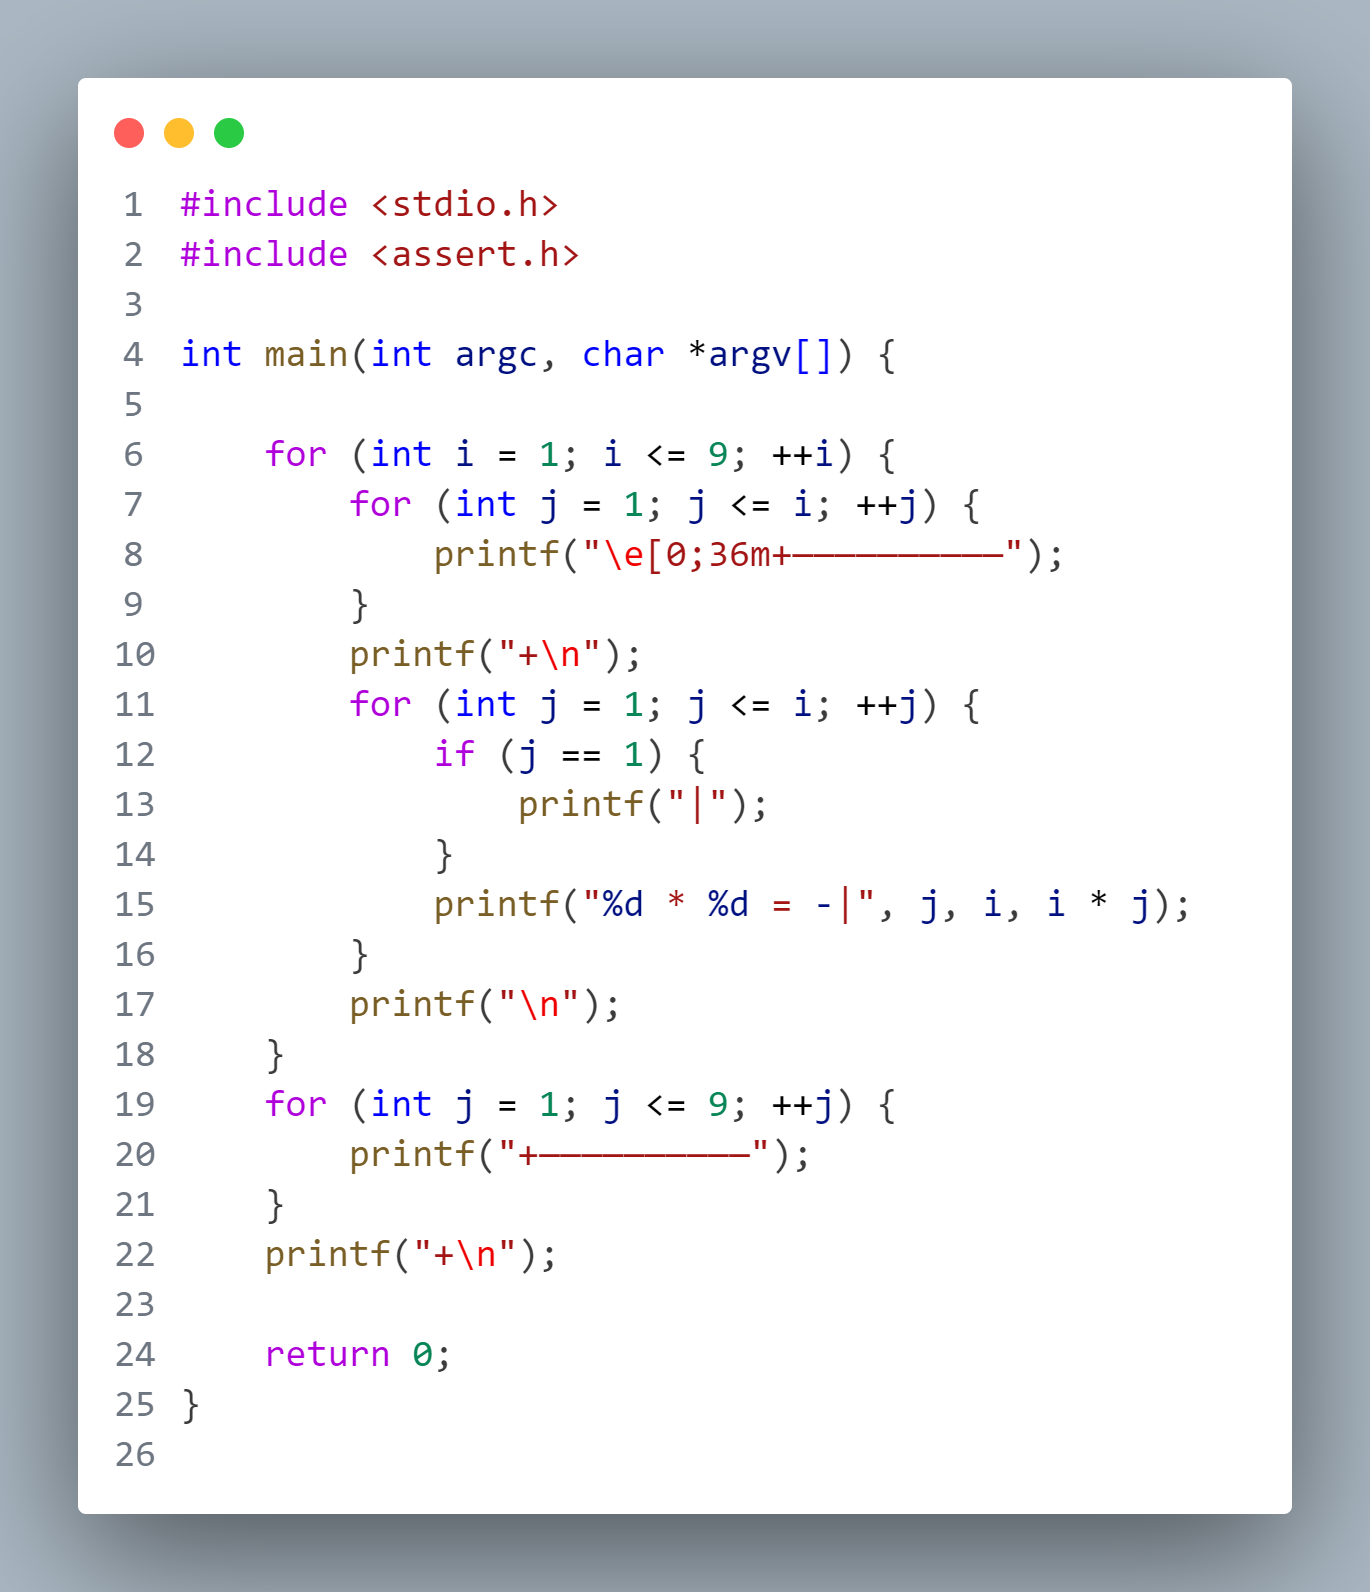 1 #include <stdio.h>
2 #include <assert.h>
3
4 int main(int argc, char *argv[]) {
5
6     for (int i = 1; i <= 9; ++i) {
7         for (int j = 1; j <= i; ++j) {
8             printf("\e[0;36m+——————————");
9         }
10         printf("+\n");
11         for (int j = 1; j <= i; ++j) {
12             if (j == 1) {
13                 printf("|");
14             }
15             printf("%d * %d = -|", j, i, i * j);
16         }
17         printf("\n");
18     }
19     for (int j = 1; j <= 9; ++j) {
20         printf("+——————————");
21     }
22     printf("+\n");
23
24     return 0;
25 }
26